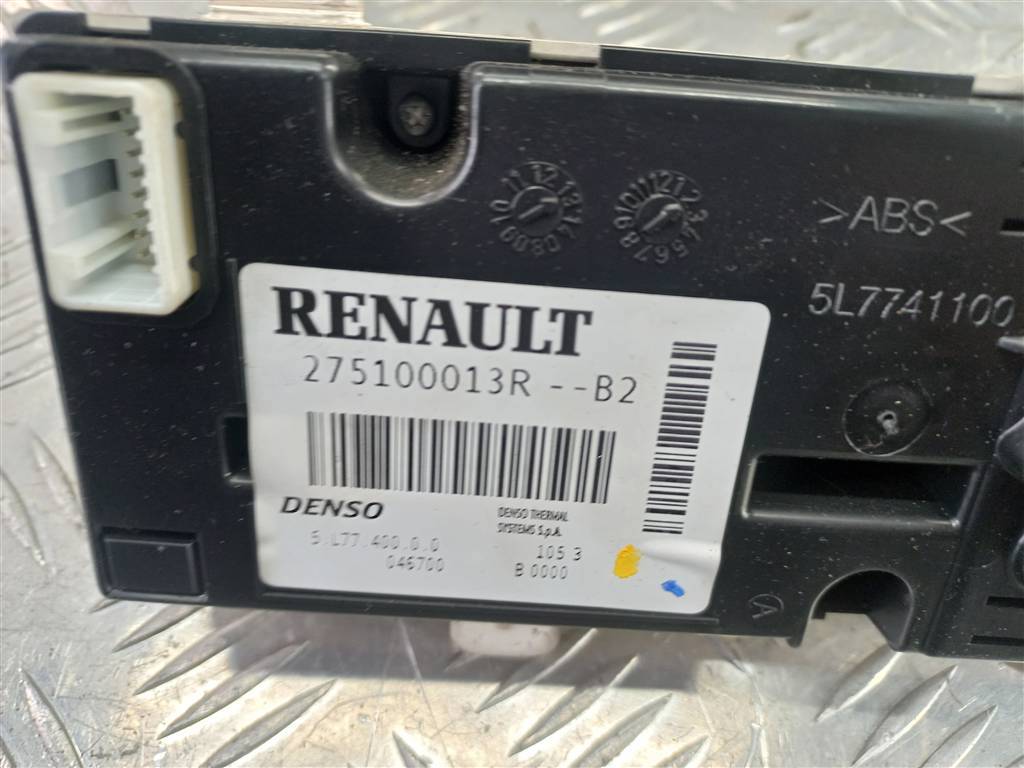 >ABS<
5L7741100
RENAULT
275100013R --B2
DENSO
DENSO THERMAL
SYSTEMS S.p.A.
5.L77.400.0.0
105 3
046700
B 0000
A